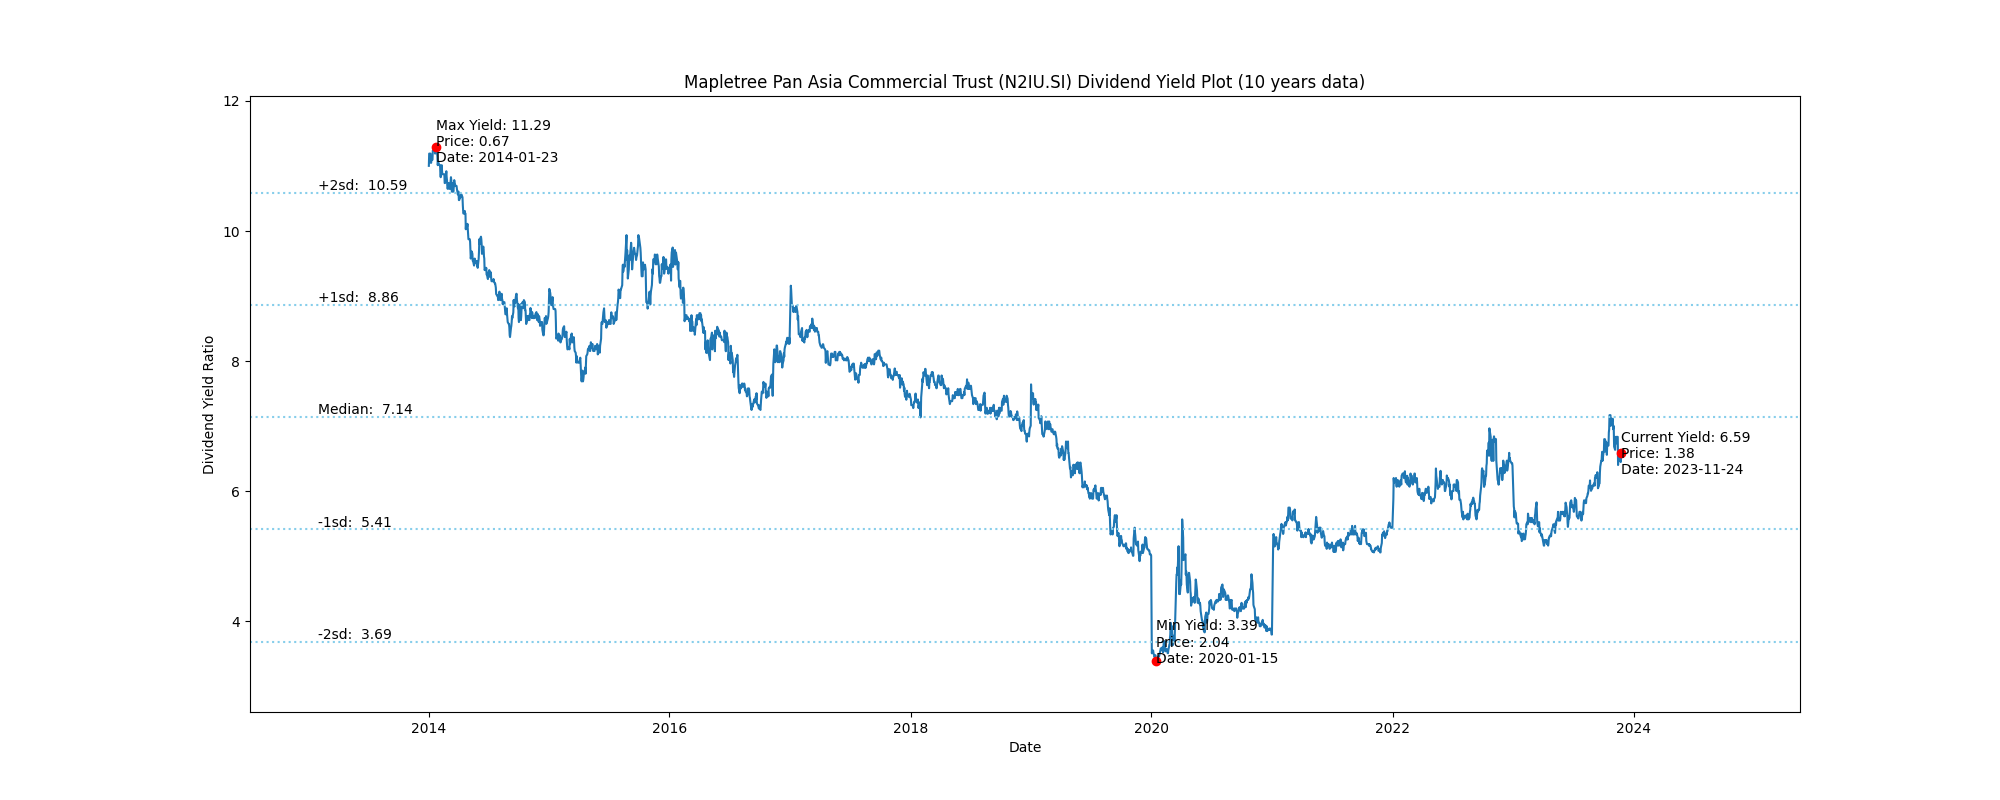 Mapletree Pan Asia Commercial Trust (N2IU.SI) Dividend Yield Plot (10 years data)
12
Max Yield: 11.29
Price: 0.67
Date: 2014-01-23
+2sd: 10.59
10
+1sd: 8.86
8
Median: 7.14
Dividend Yield Ratio
Current Yield: 6.59
Price: 1.38
Date: 2023-11-24
6
-1sd: 5.41
4
-2sd: 3.69
Min Yield: 3.39
Price: 2.04
Date: 2020-01-15
2014
2016
2018
2020
2022
2024
Date